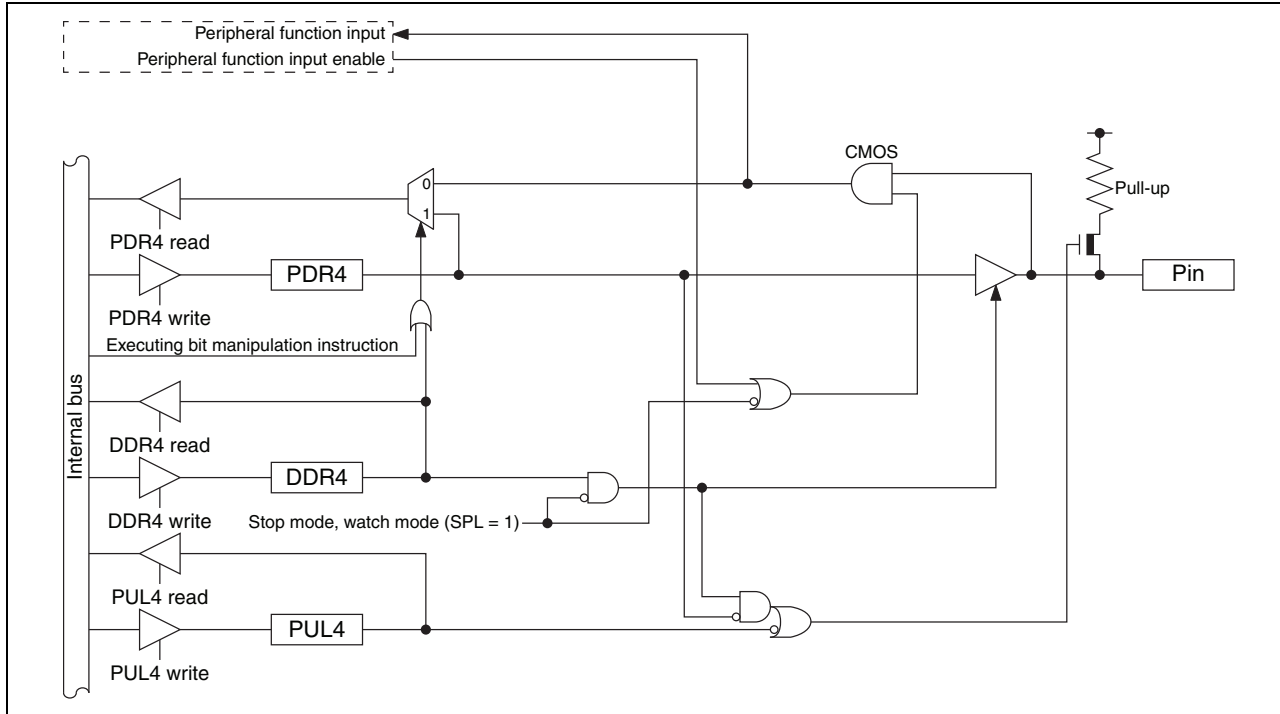 Peripheral function input
Peripheral function input enable
CMOS
Pull-up
0
1
PDR4 read
PDR4
Pin
PDR4 write
Executing bit manipulation instruction
Internal bus
DDR4 read
DDR4
DDR4 write
Stop mode, watch mode (SPL = 1)
PUL4 read
PUL4
PUL4 write